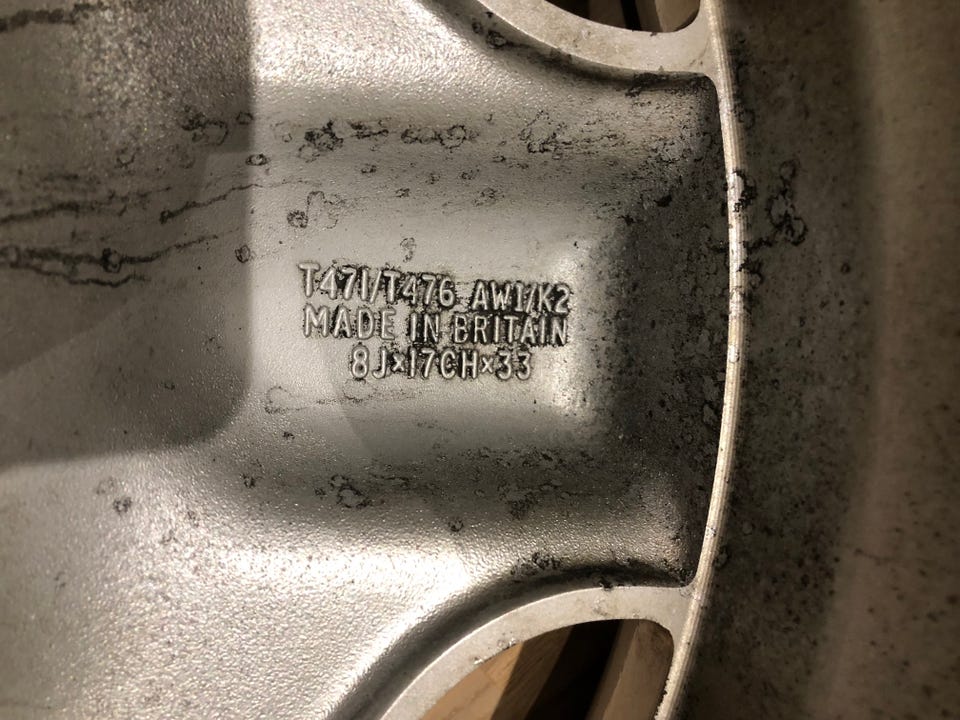 T471/T476 AW1/K2
MADE IN BRITAIN
8J×17CH×33